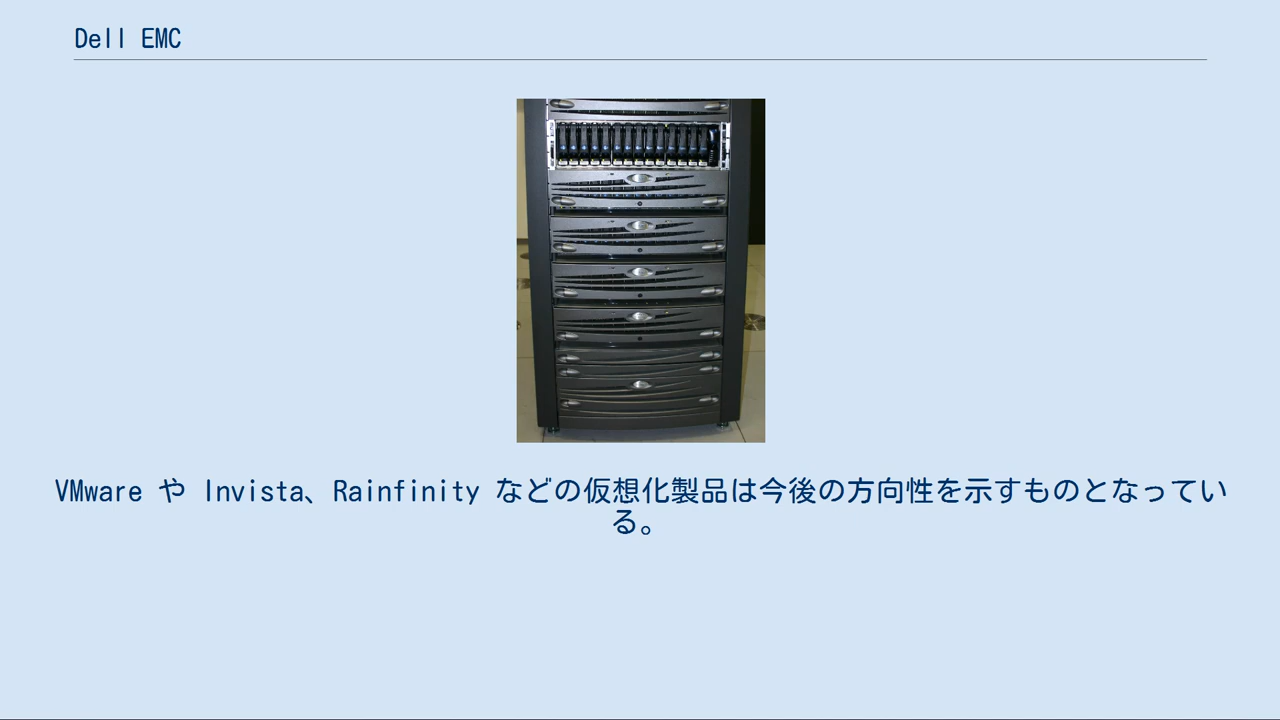 Dell EMC
VMware や Invista、Rainfinity などの仮想化製品は今後の方向性を示すものとなってい
る。